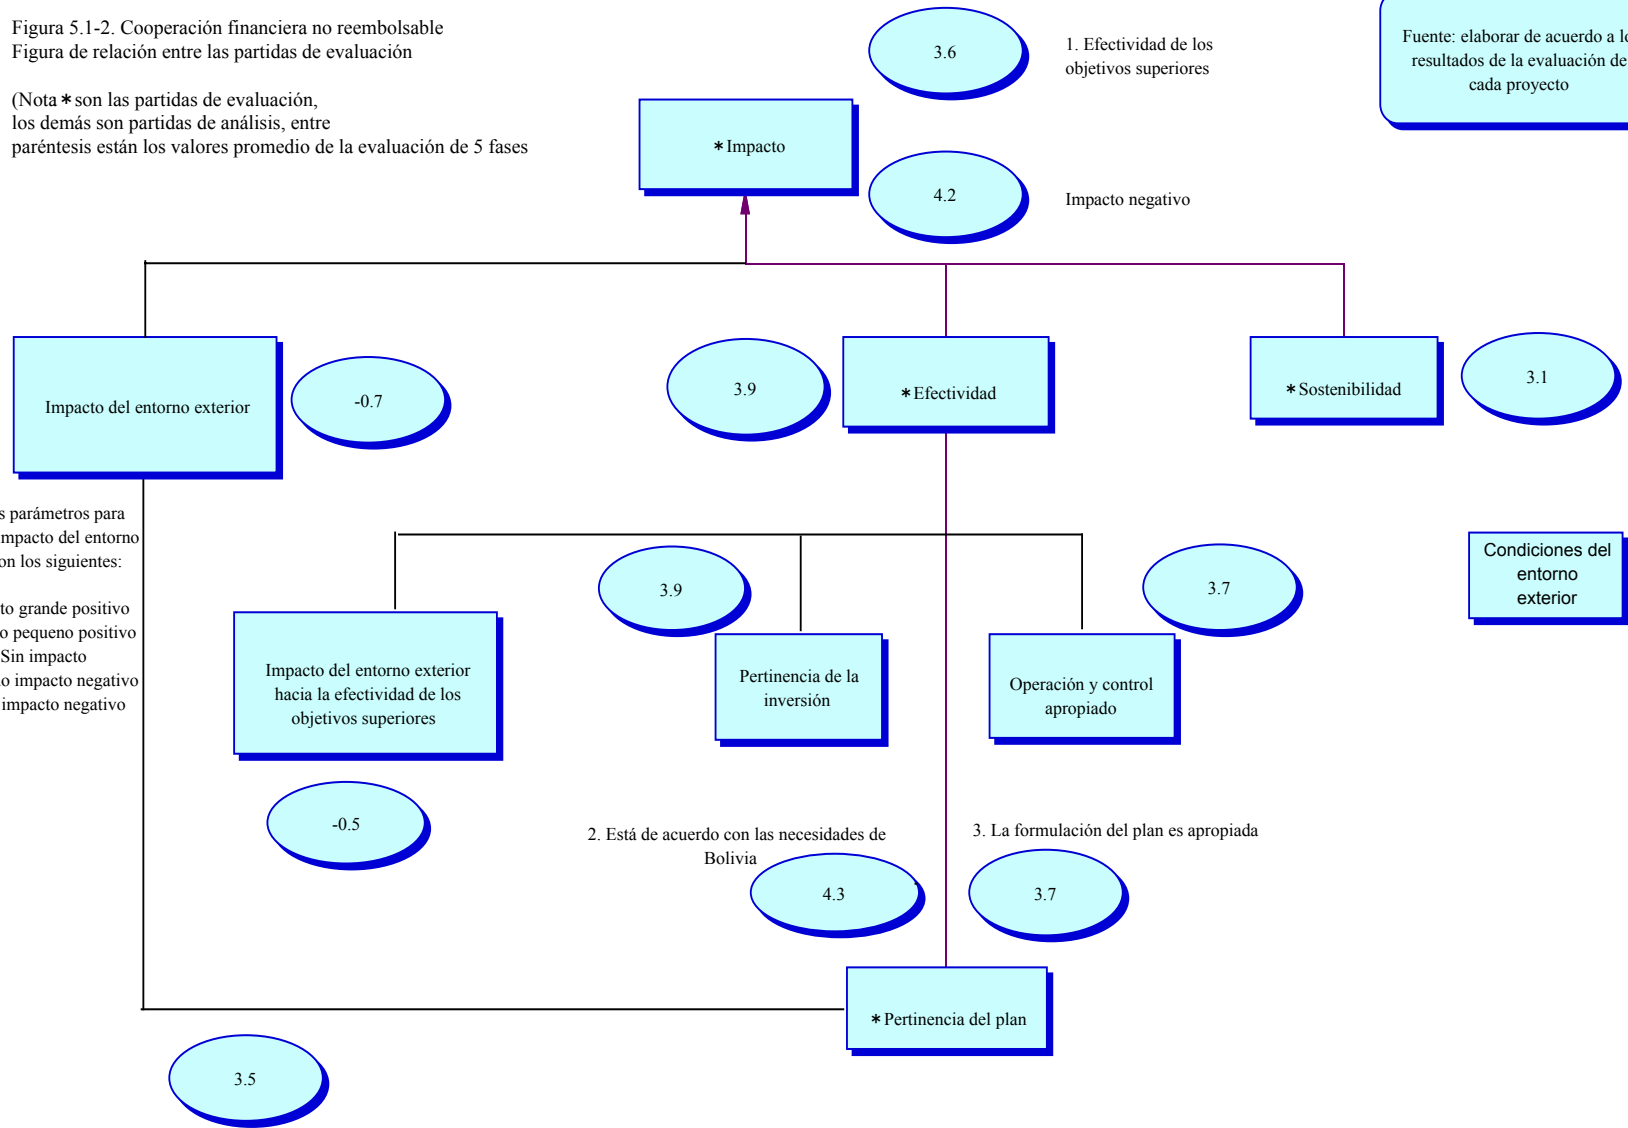 Figura 5.1-2. Cooperación financiera no reembolsable
Figura de relación entre las partidas de evaluación
(Nota＊son las partidas de evaluación,
los demás son partidas de análisis, entre
paréntesis están los valores promedio de la evaluación de 5 fases
3.6
1. Efectividad de los
objetivos superiores
Fuente: elaborar de acuerdo a
resultados de la evaluación de
cada proyecto
＊Impacto
4.2
Impacto negativo
Impacto del entorno exterior
-0.7
3.9
＊Efectividad
＊Sostenibilidad
3.1
parámetros para
impacto del entorno
los siguientes:
grande positivo
pequeno positivo
Sin impacto
impacto negativo
impacto negativo
3.9
3.7
Condiciones del
entorno
exterior
Impacto del entorno exterior
hacia la efectividad de los
objetivos superiores
Pertinencia de la
inversión
Operación y control
apropiado
-0.5
2. Está de acuerdo con las necesidades de
Bolivia
3. La formulación del plan es apropiada
4.3
3.7
＊Pertinencia del plan
3.5